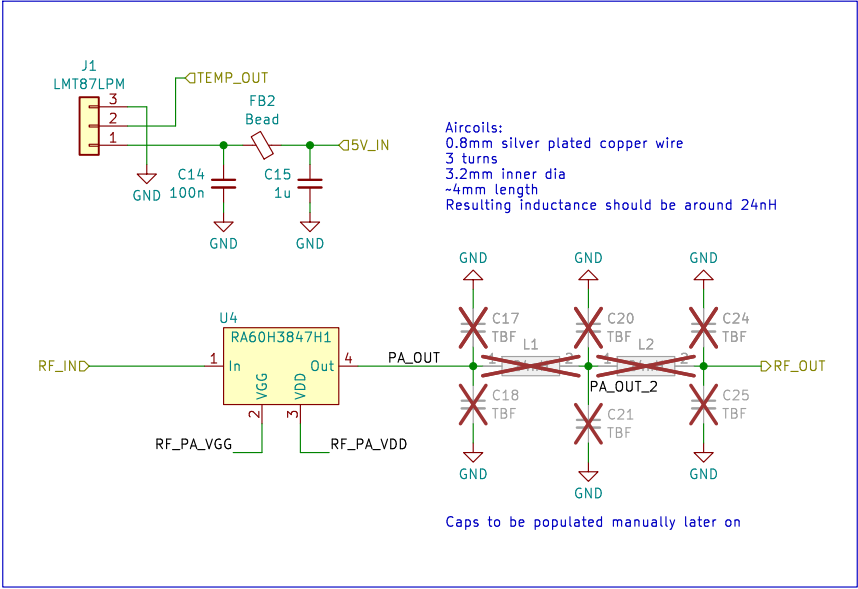 J1
LMT87LPM
3
2
1
TEMP_OUT
FB2
Bead
5V_IN
C14
100n
C15
1u
GND
GND
GND
Aircoils:
0.8mm silver plated copper wire
3 turns
3.2mm inner dia
~4mm length
Resulting inductance should be around 24nH
GND
GND
GND
C17
TBF
C20
TBF
C24
TBF
U4
RA60H3847H1
RF_IN
1
In
Out
4
PA_OUT
1
L1
2
1
L2
2
RF_OUT
PA_OUT_2
VGG
VDD
2
3
RF_PA_VGG
RF_PA_VDD
C18
TBF
C21
TBF
C25
TBF
GND
GND
GND
Caps to be populated manually later on